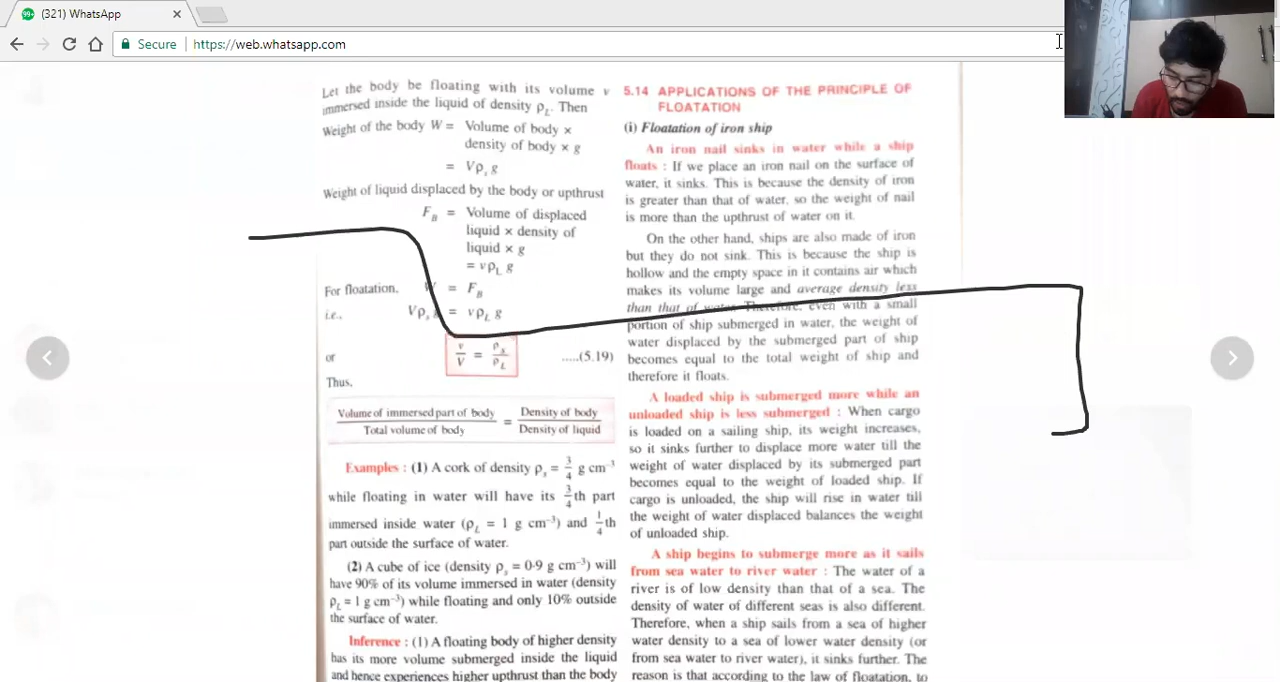 (321) WhatsApp
Secure
https://web.whatsapp.com
Let the body be floating with its volume v
immersed inside the liquid of density ρL. Then
Weight of the body W = Volume of body ×
density of body × g
= Vρs g
Weight of liquid displaced by the body or upthrust
FB = Volume of displaced
liquid × density of
liquid × g
= vρL g
For floatation, W = FB
i.e., Vρs g = vρL g
or v/V = ρs/ρL .....(5.19)
Thus,
Volume of immersed part of body / Total volume of body = Density of body / Density of liquid
Examples : (1) A cork of density ρs = 3/4 g cm⁻³
while floating in water will have its 3/4 th part
immersed inside water (ρL = 1 g cm⁻³) and 1/4 th
part outside the surface of water.
(2) A cube of ice (density ρs = 0·9 g cm⁻³) will
have 90% of its volume immersed in water (density
ρL = 1 g cm⁻³) while floating and only 10% outside
the surface of water.
Inference : (1) A floating body of higher density
has its more volume submerged inside the liquid
and hence experiences higher upthrust than the body
5.14 APPLICATIONS OF THE PRINCIPLE OF
FLOATATION
(i) Floatation of iron ship
An iron nail sinks in water while a ship
floats : If we place an iron nail on the surface of
water, it sinks. This is because the density of iron
is greater than that of water, so the weight of nail
is more than the upthrust of water on it.
On the other hand, ships are also made of iron
but they do not sink. This is because the ship is
hollow and the empty space in it contains air which
makes its volume large and average density less
than that of water. Therefore, even with a small
portion of ship submerged in water, the weight of
water displaced by the submerged part of ship
becomes equal to the total weight of ship and
therefore it floats.
A loaded ship is submerged more while an
unloaded ship is less submerged : When cargo
is loaded on a sailing ship, its weight increases,
so it sinks further to displace more water till the
weight of water displaced by its submerged part
becomes equal to the weight of loaded ship. If
cargo is unloaded, the ship will rise in water till
the weight of water displaced balances the weight
of unloaded ship.
A ship begins to submerge more as it sails
from sea water to river water : The water of a
river is of low density than that of a sea. The
density of water of different seas is also different.
Therefore, when a ship sails from a sea of higher
water density to a sea of lower water density (or
from sea water to river water), it sinks further. The
reason is that according to the law of floatation, to